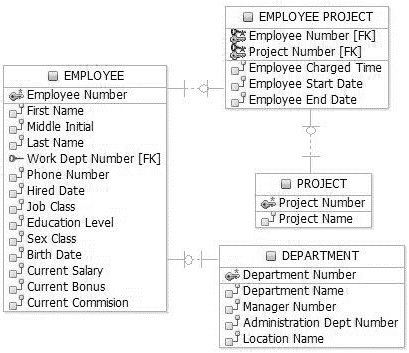 EMPLOYEE PROJECT
Employee Number [FK]
Project Number [FK]
Employee Charged Time
Employee Start Date
Employee End Date
EMPLOYEE
Employee Number
First Name
Middle Initial
Last Name
Work Dept Number [FK]
Phone Number
Hired Date
Job Class
Education Level
Sex Class
Birth Date
Current Salary
Current Bonus
Current Commision
PROJECT
Project Number
Project Name
DEPARTMENT
Department Number
Department Name
Manager Number
Administration Dept Number
Location Name